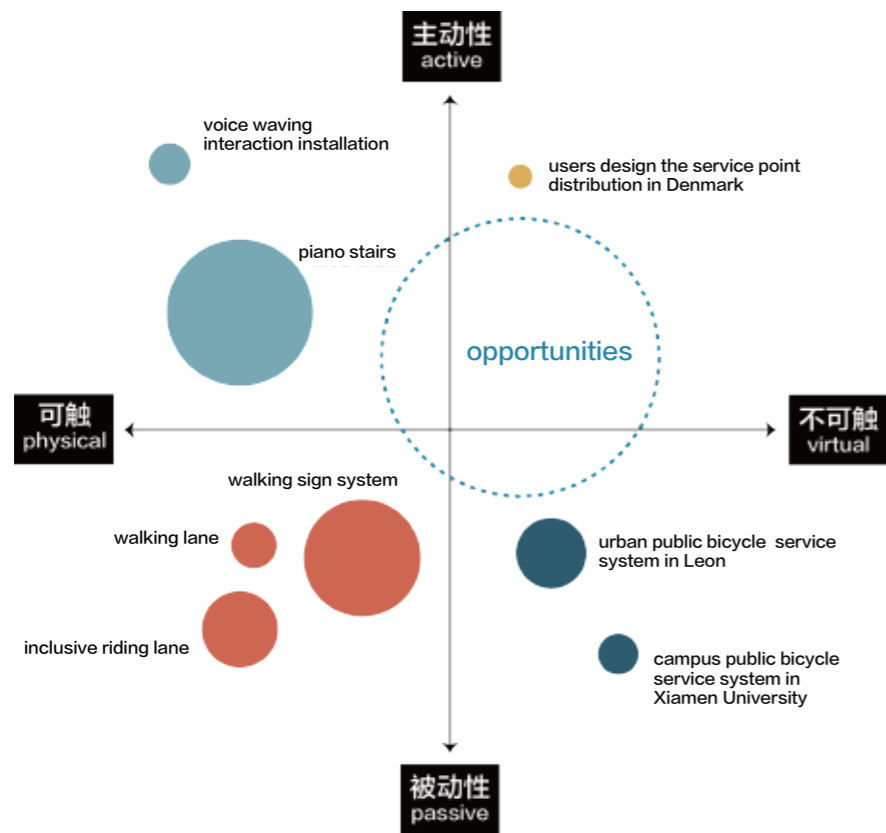 主动性
active
voice waving
interaction installation
users design the service point
distribution in Denmark
piano stairs
opportunities
可触
physical
不可触
virtual
walking sign system
walking lane
urban public bicycle service
system in Leon
inclusive riding lane
campus public bicycle
service system in
Xiamen University
被动性
passive